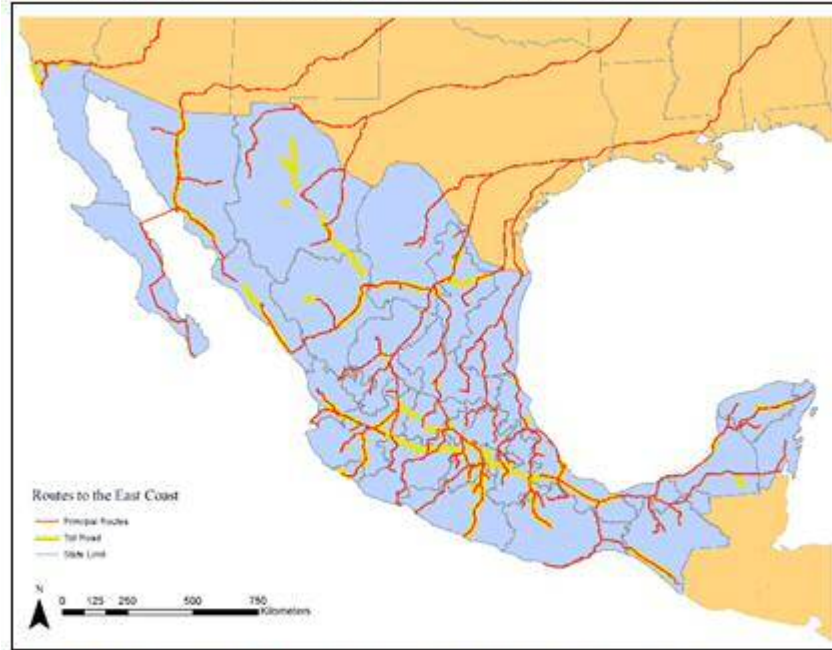 Routes to the East Coast
Principal Routes
Toll Road
State Limit
N
0 125 250 500 750
Kilometers